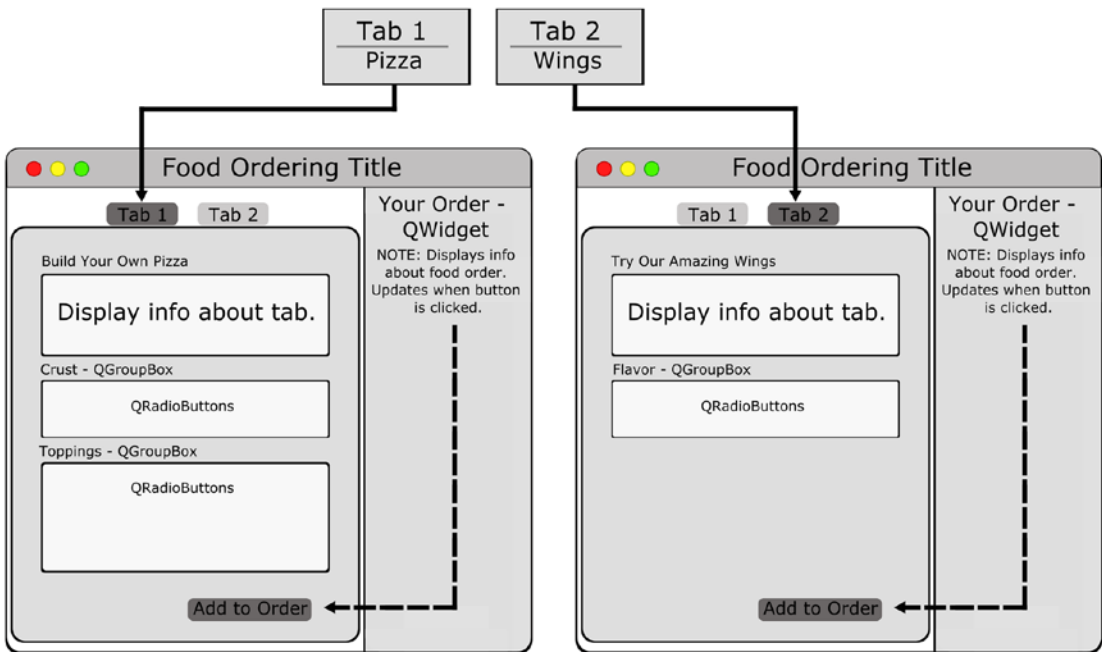 Tab 1
Pizza
Tab 2
Wings
Food Ordering Title
Tab 1
Tab 2
Build Your Own Pizza
Display info about tab.
Crust - QGroupBox
QRadioButtons
Toppings - QGroupBox
QRadioButtons
Add to Order
Your Order -
QWidget
NOTE: Displays info
about food order.
Updates when button
is clicked.
Food Ordering Title
Tab 1
Tab 2
Try Our Amazing Wings
Display info about tab.
Flavor - QGroupBox
QRadioButtons
Add to Order
Your Order -
QWidget
NOTE: Displays info
about food order.
Updates when button
is clicked.